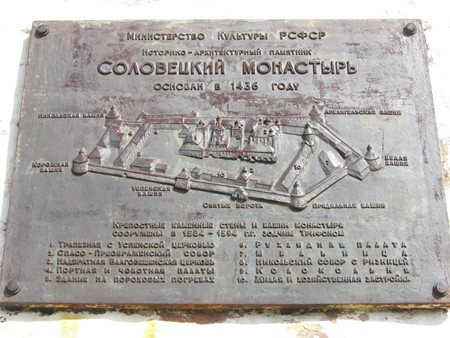 Министерство Культуры РСФСР
Историко-архитектурный памятник
СОЛОВЕЦКИЙ МОНАСТЫРЬ
ОСНОВАН В 1436 ГОДУ
Никольская башня
Архангельская башня
Корожная башня
Белая башня
Успенская башня
Святые ворота
Прядильная башня
Крепостные каменные стены и башни монастыря
сооружены в 1584-1594 г.г. зодчим Трифоном.
1. Трапезная с Успенской церковью
2. Спасо-Преображенский собор
3. Надвратная Благовещенская церковь
4. Портная и чоботная палаты
5. Здание на пороховых погребах
6. Рухлядная палата
7. Мельница
8. Никольский собор с ризницей
9. Колокольня
10. Жилая и хозяйственная застройка.